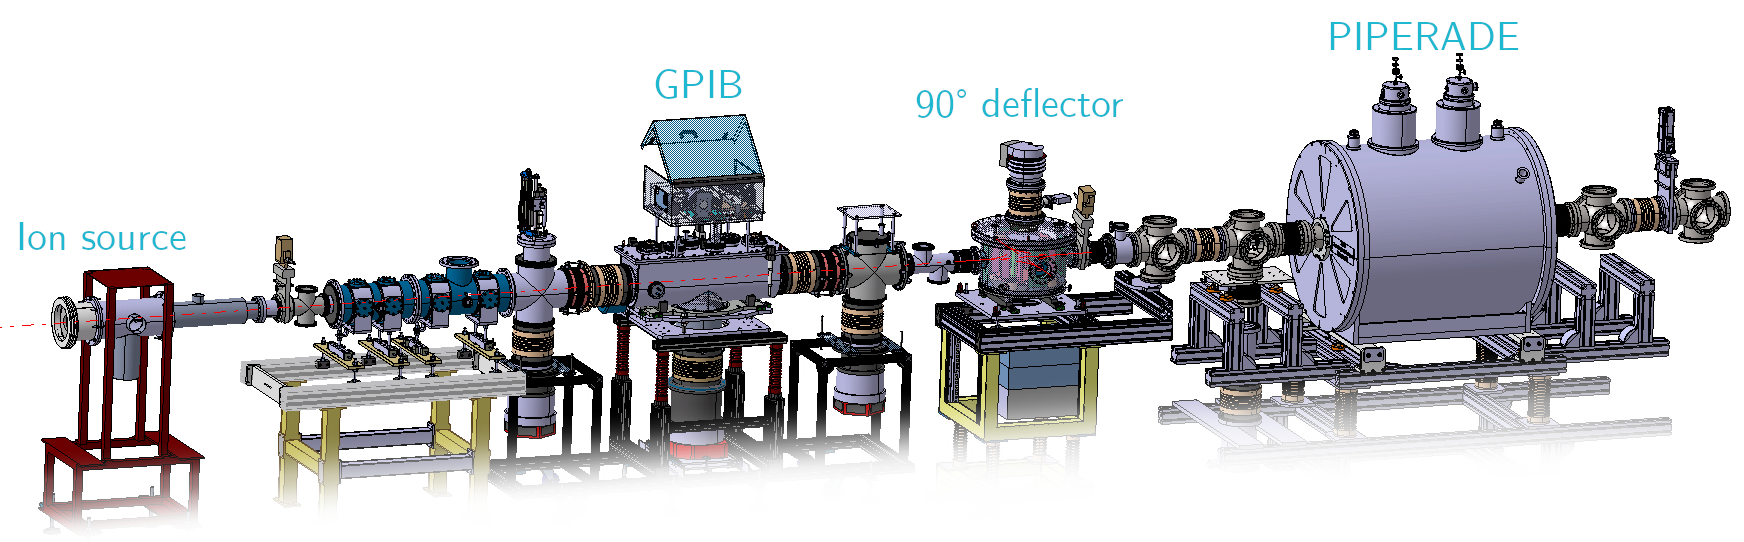 Ion source
GPIB
90° deflector
PIPERADE